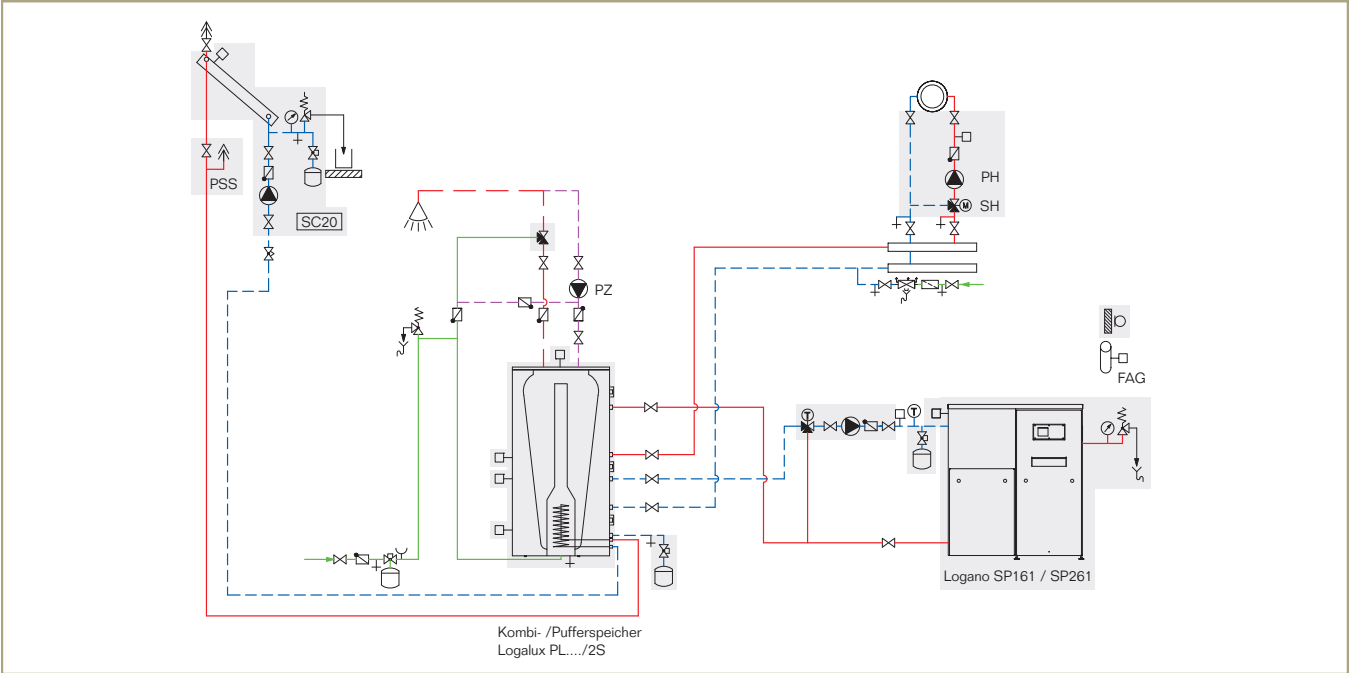 PSS
SC20
PH
SH
M
PZ
FAG
T
T
Logano SP161 / SP261
Kombi- /Pufferspeicher
Logalux PL..../2S